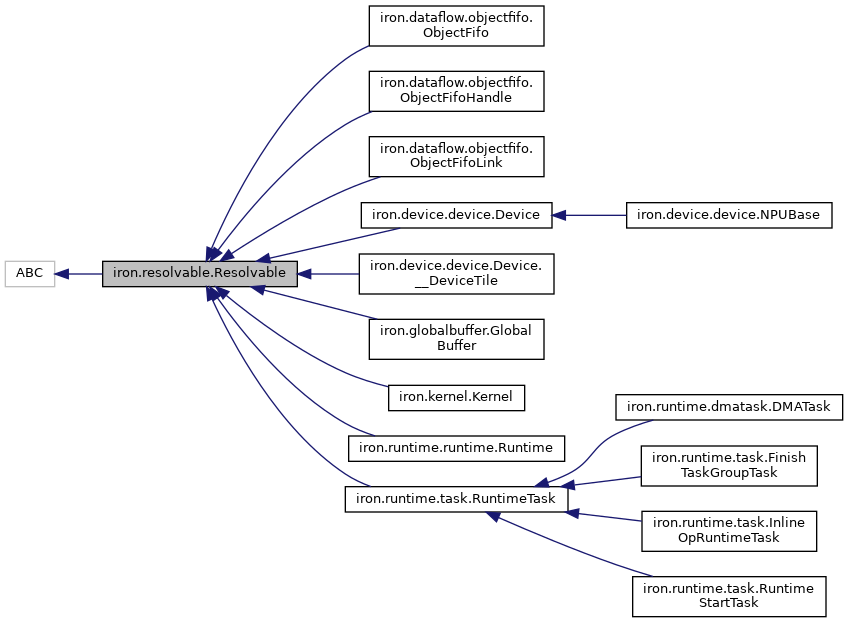 iron.dataflow.objectfifo.
ObjectFifo
iron.dataflow.objectfifo.
ObjectFifoHandle
iron.dataflow.objectfifo.
ObjectFifoLink
iron.device.device.Device
iron.device.device.NPUBase
ABC
iron.resolvable.Resolvable
iron.device.device.Device.
__DeviceTile
iron.globalbuffer.Global
Buffer
iron.kernel.Kernel
iron.runtime.dmatask.DMATask
iron.runtime.runtime.Runtime
iron.runtime.task.Finish
TaskGroupTask
iron.runtime.task.RuntimeTask
iron.runtime.task.Inline
OpRuntimeTask
iron.runtime.task.Runtime
StartTask